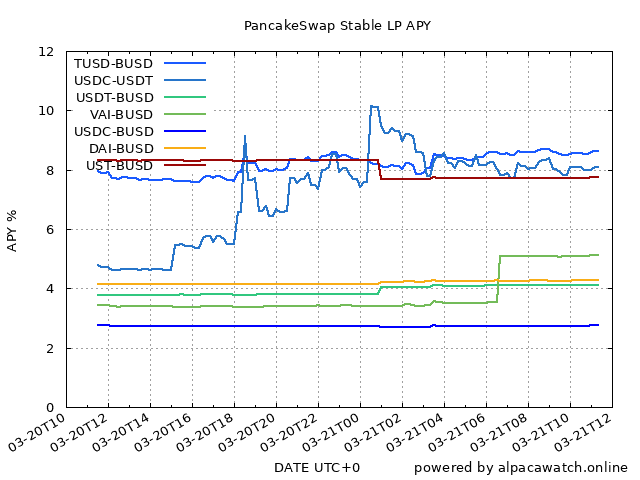 PancakeSwap Stable LP APY
12
10
8
6
4
2
0
APY %
TUSD-BUSD
USDC-USDT
USDT-BUSD
VAI-BUSD
USDC-BUSD
DAI-BUSD
UST-BUSD
03-20T10
03-20T12
03-20T14
03-20T16
03-20T18
03-20T20
03-20T22
03-21T00
03-21T02
03-21T04
03-21T06
03-21T08
03-21T10
03-21T12
DATE UTC+0
powered by alpacawatch.online